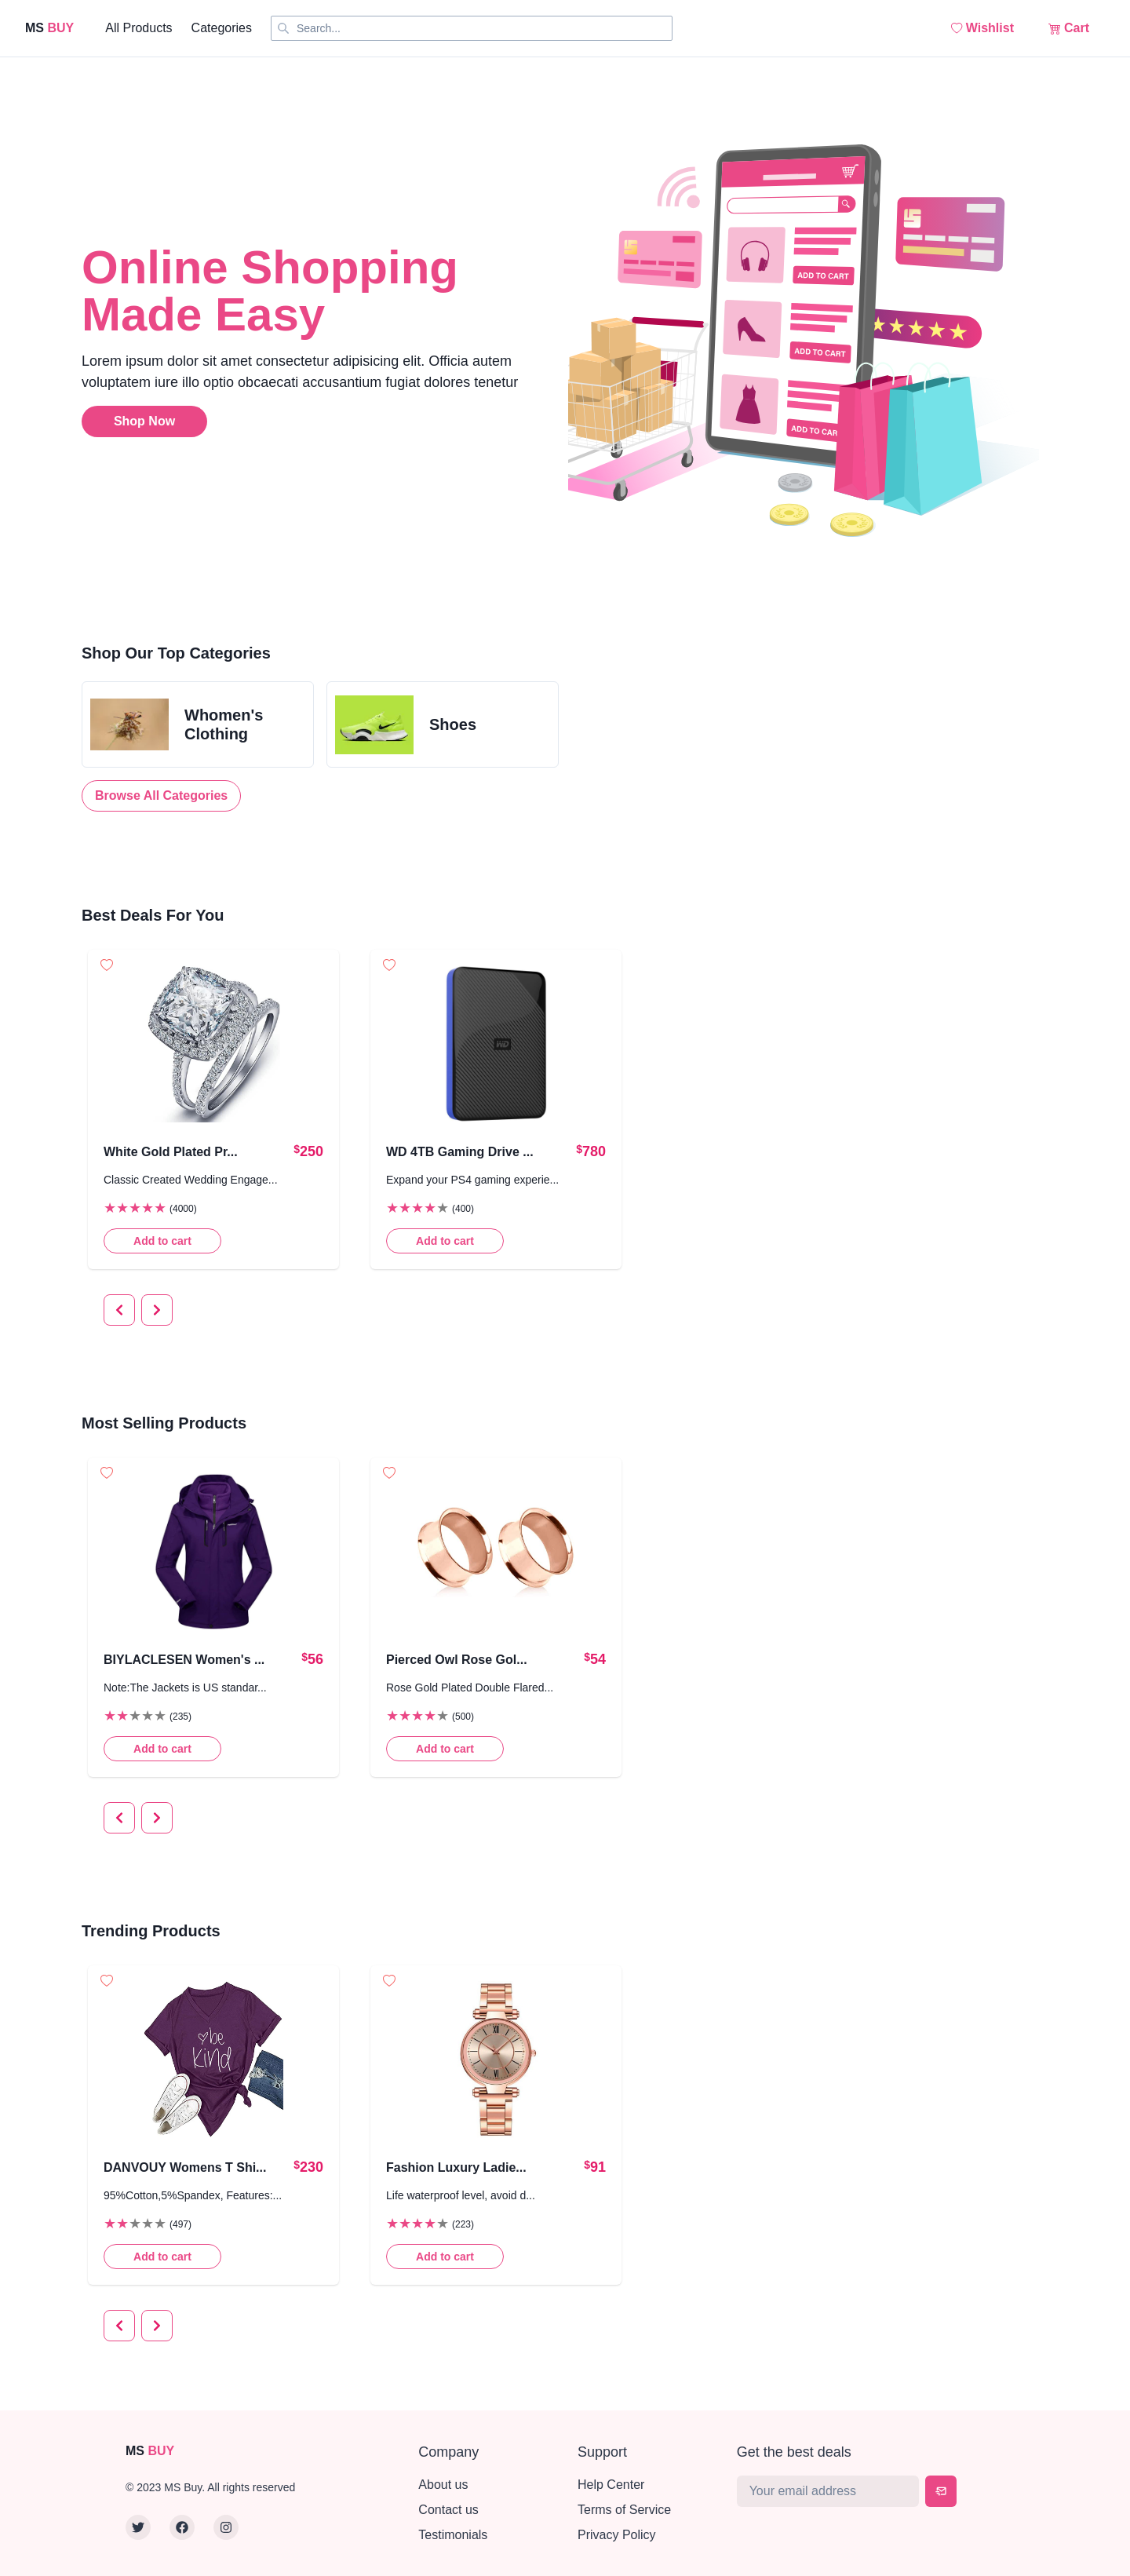 MS BUY
All Products
Categories
Search...
Wishlist
Cart
Online Shopping
Made Easy
Lorem ipsum dolor sit amet consectetur adipisicing elit. Officia autem
voluptatem iure illo optio obcaecati accusantium fugiat dolores tenetur
Shop Now
ADD TO CART
ADD TO CART
ADD TO CAR
Shop Our Top Categories
Whomen's
Clothing
Shoes
Browse All Categories
Best Deals For You
WD
White Gold Plated Pr...
$250
Classic Created Wedding Engage...
(4000)
Add to cart
WD 4TB Gaming Drive ...
$780
Expand your PS4 gaming experie...
(400)
Add to cart
Most Selling Products
BIYLACLESEN Women's ...
$56
Note:The Jackets is US standar...
(235)
Add to cart
Pierced Owl Rose Gol...
$54
Rose Gold Plated Double Flared...
(500)
Add to cart
Trending Products
be
kind
DANVOUY Womens T Shi...
$230
95%Cotton,5%Spandex, Features:...
(497)
Add to cart
Fashion Luxury Ladie...
$91
Life waterproof level, avoid d...
(223)
Add to cart
MS BUY
© 2023 MS Buy. All rights reserved
Company
About us
Contact us
Testimonials
Support
Help Center
Terms of Service
Privacy Policy
Get the best deals
Your email address